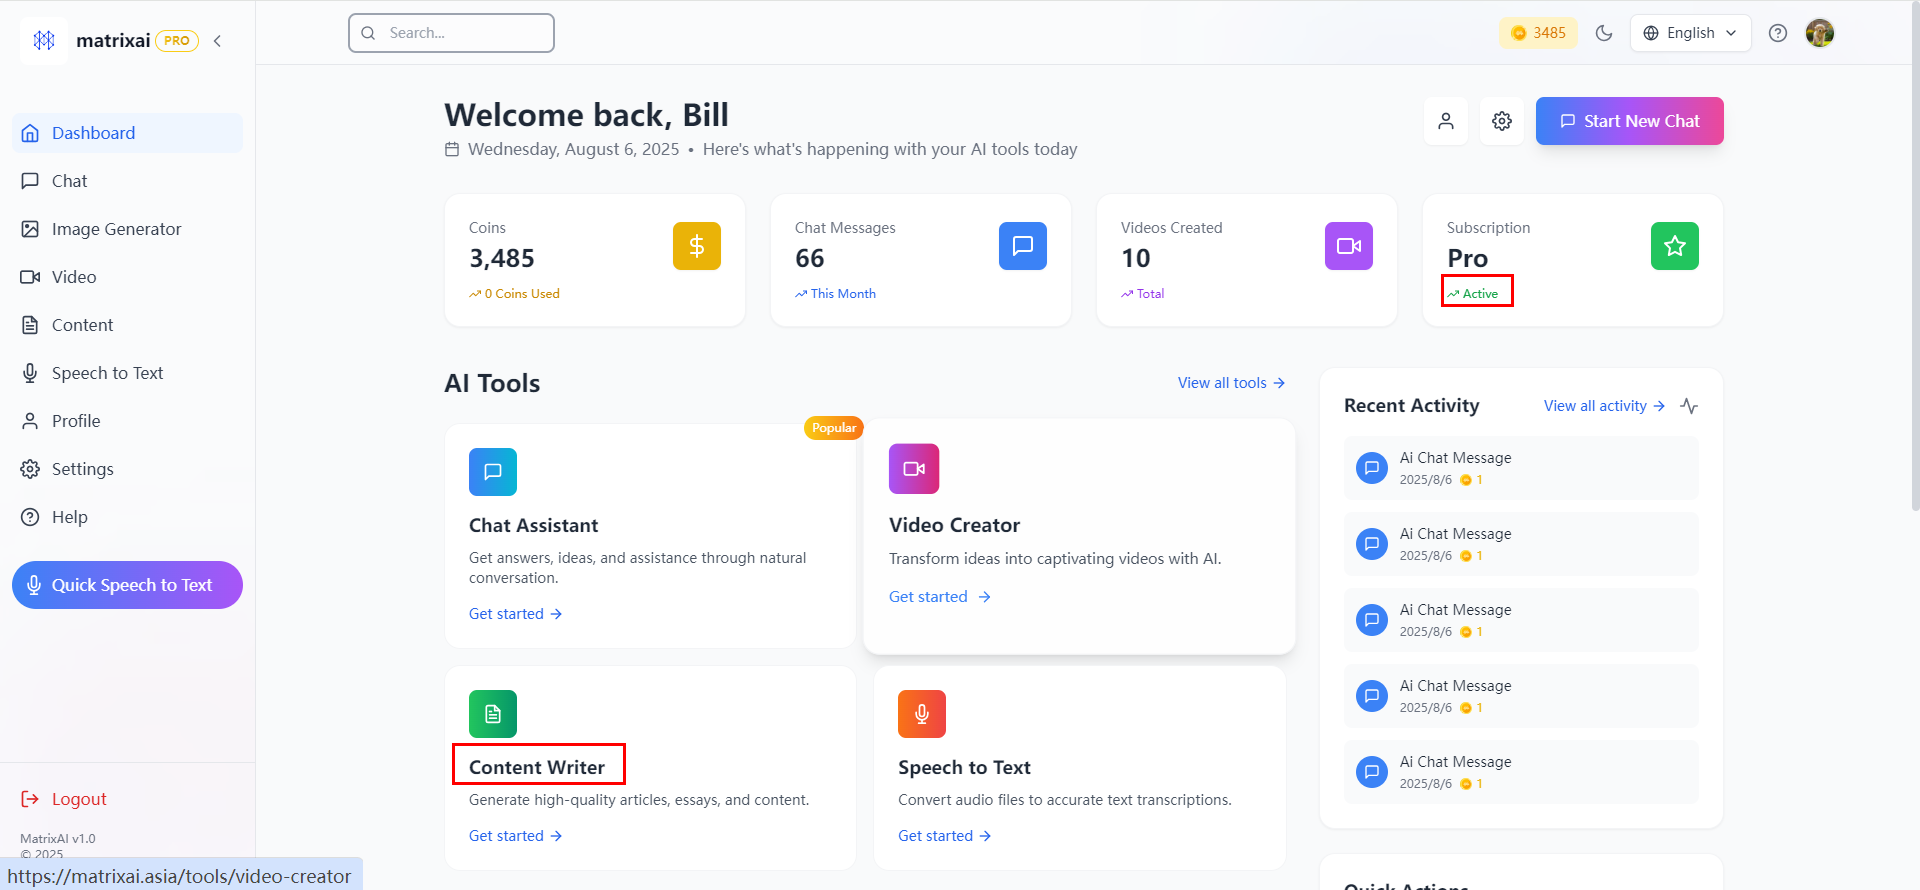 matrixai PRO
Search...
3485
English
Dashboard
Chat
Image Generator
Video
Content
Speech to Text
Profile
Settings
Help
Quick Speech to Text
Logout
MatrixAI v1.0
© 2025
https://matrixai.asia/tools/video-creator
Welcome back, Bill
Wednesday, August 6, 2025 • Here's what's happening with your AI tools today
Start New Chat
Coins
3,485
0 Coins Used
Chat Messages
66
This Month
Videos Created
10
Total
Subscription
Pro
Active
AI Tools
View all tools
Popular
Chat Assistant
Get answers, ideas, and assistance through natural
conversation.
Get started
Video Creator
Transform ideas into captivating videos with AI.
Get started
Content Writer
Generate high-quality articles, essays, and content.
Get started
Speech to Text
Convert audio files to accurate text transcriptions.
Get started
Recent Activity
View all activity
Ai Chat Message
2025/8/6 1
Ai Chat Message
2025/8/6 1
Ai Chat Message
2025/8/6 1
Ai Chat Message
2025/8/6 1
Ai Chat Message
2025/8/6 1
Quick Actions